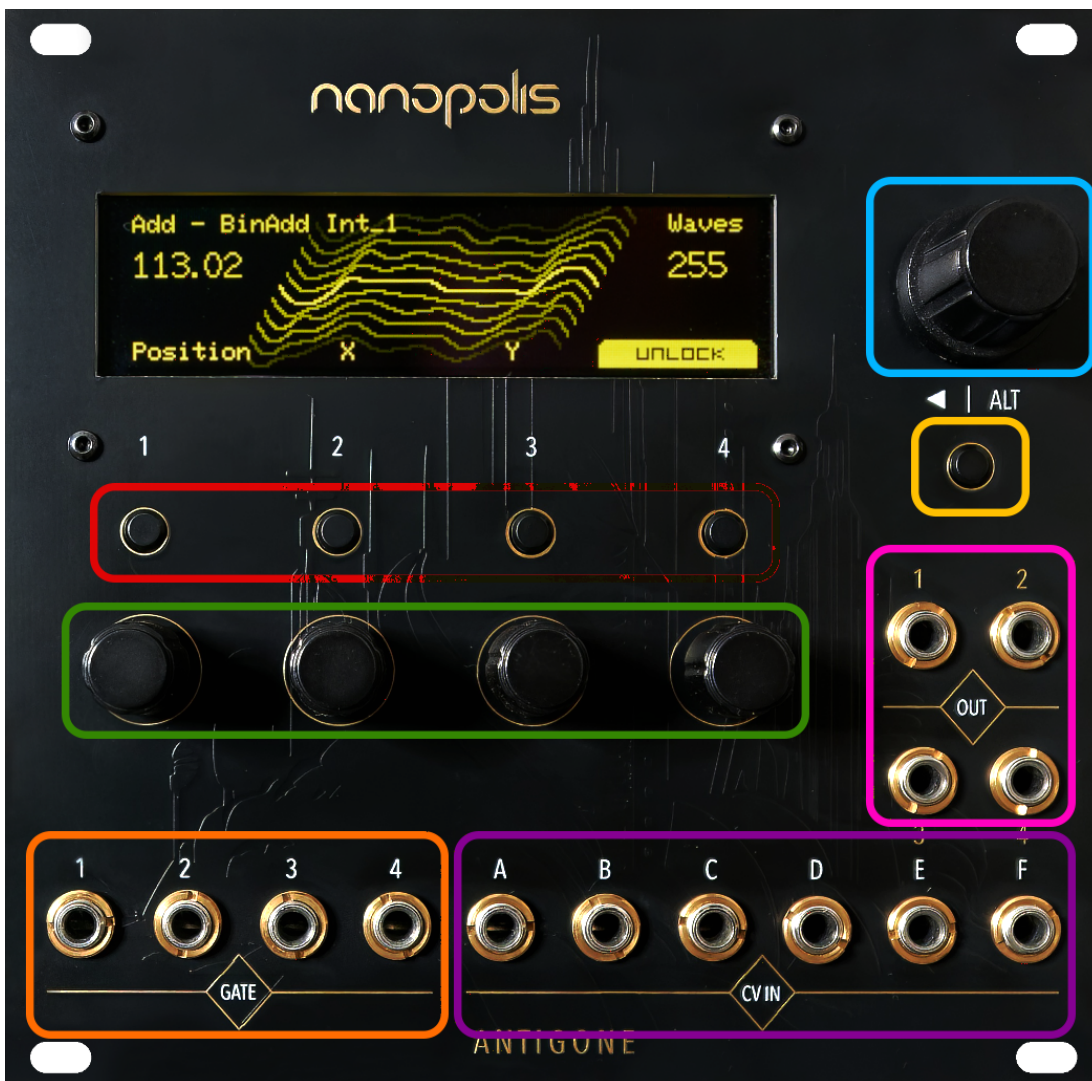 nanopolis
Add - BinAdd Int_1 Waves
113.02 255
Position X Y UNLOCK
◄ | ALT
1 2 3 4
1 2
OUT
3 4
1 2 3 4 A B C D E F
GATE CV IN
ANTIGONE